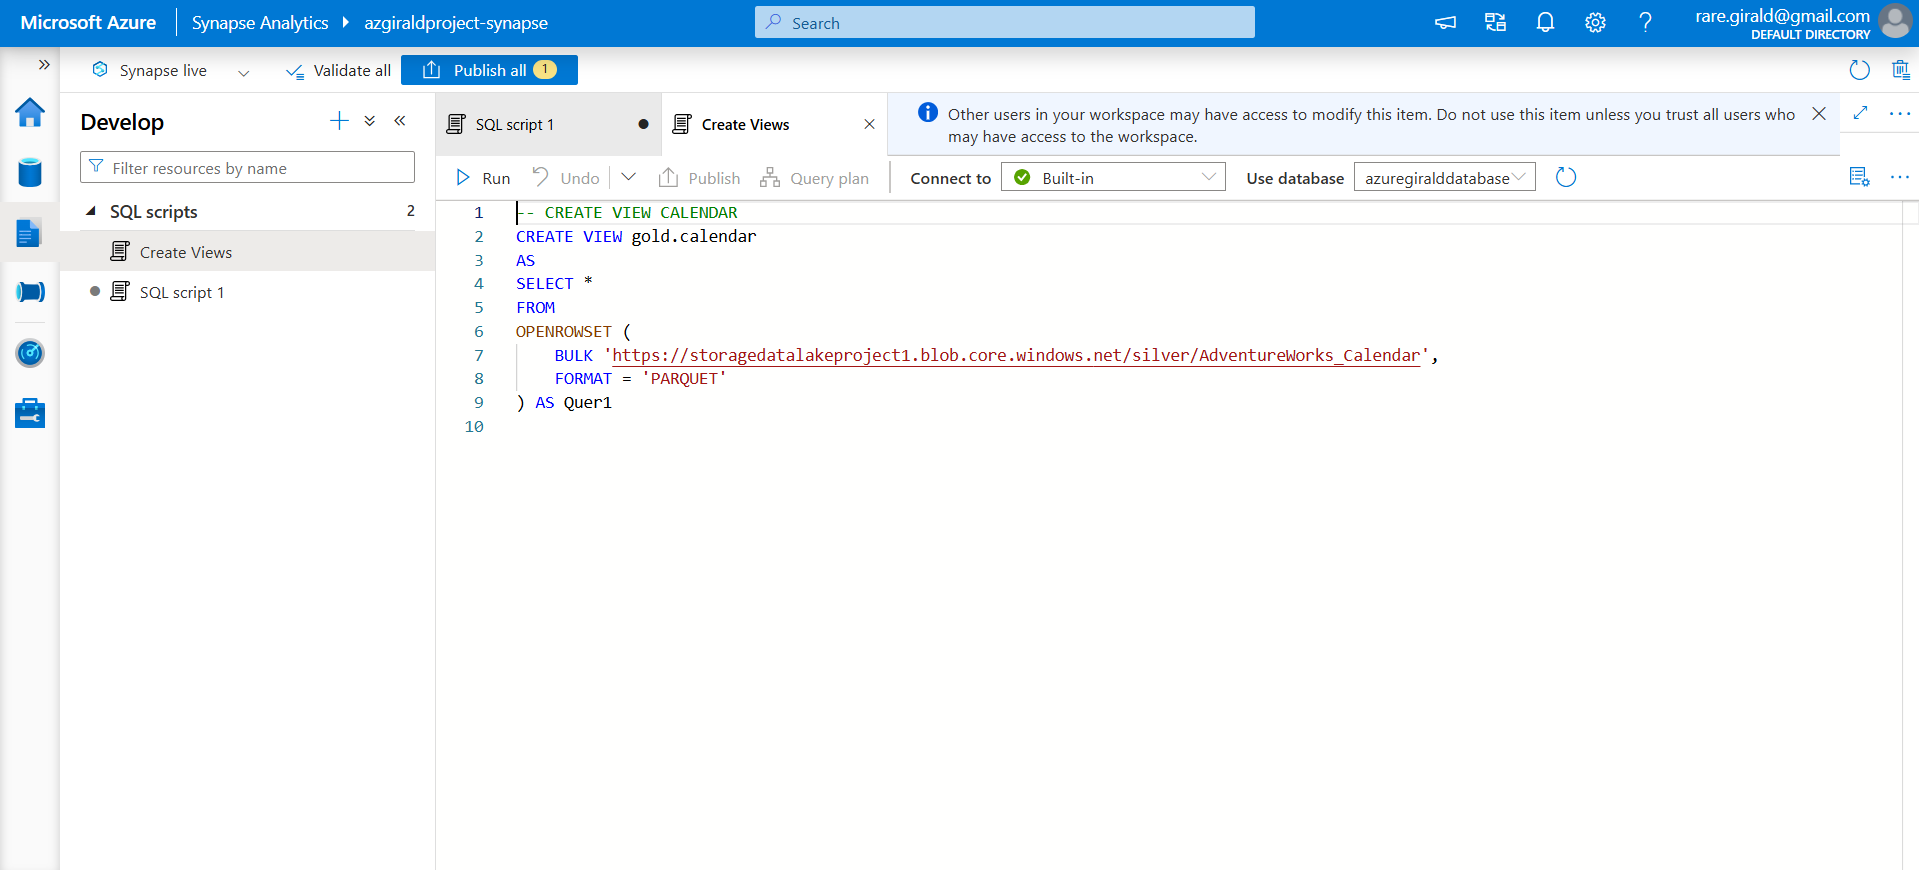 Microsoft Azure
Synapse Analytics
azgiraldproject-synapse
Search
rare.girald@gmail.com
DEFAULT DIRECTORY
Synapse live
Validate all
Publish all 1
Develop
Filter resources by name
SQL scripts 2
Create Views
SQL script 1
SQL script 1
Create Views
Other users in your workspace may have access to modify this item. Do not use this item unless you trust all users who
may have access to the workspace.
Run
Undo
Publish
Query plan
Connect to
Built-in
Use database
azuregiralddatabase
1 -- CREATE VIEW CALENDAR
2 CREATE VIEW gold.calendar
3 AS
4 SELECT *
5 FROM
6 OPENROWSET (
7 BULK 'https://storagedatalakeproject1.blob.core.windows.net/silver/AdventureWorks_Calendar',
8 FORMAT = 'PARQUET'
9 ) AS Quer1
10